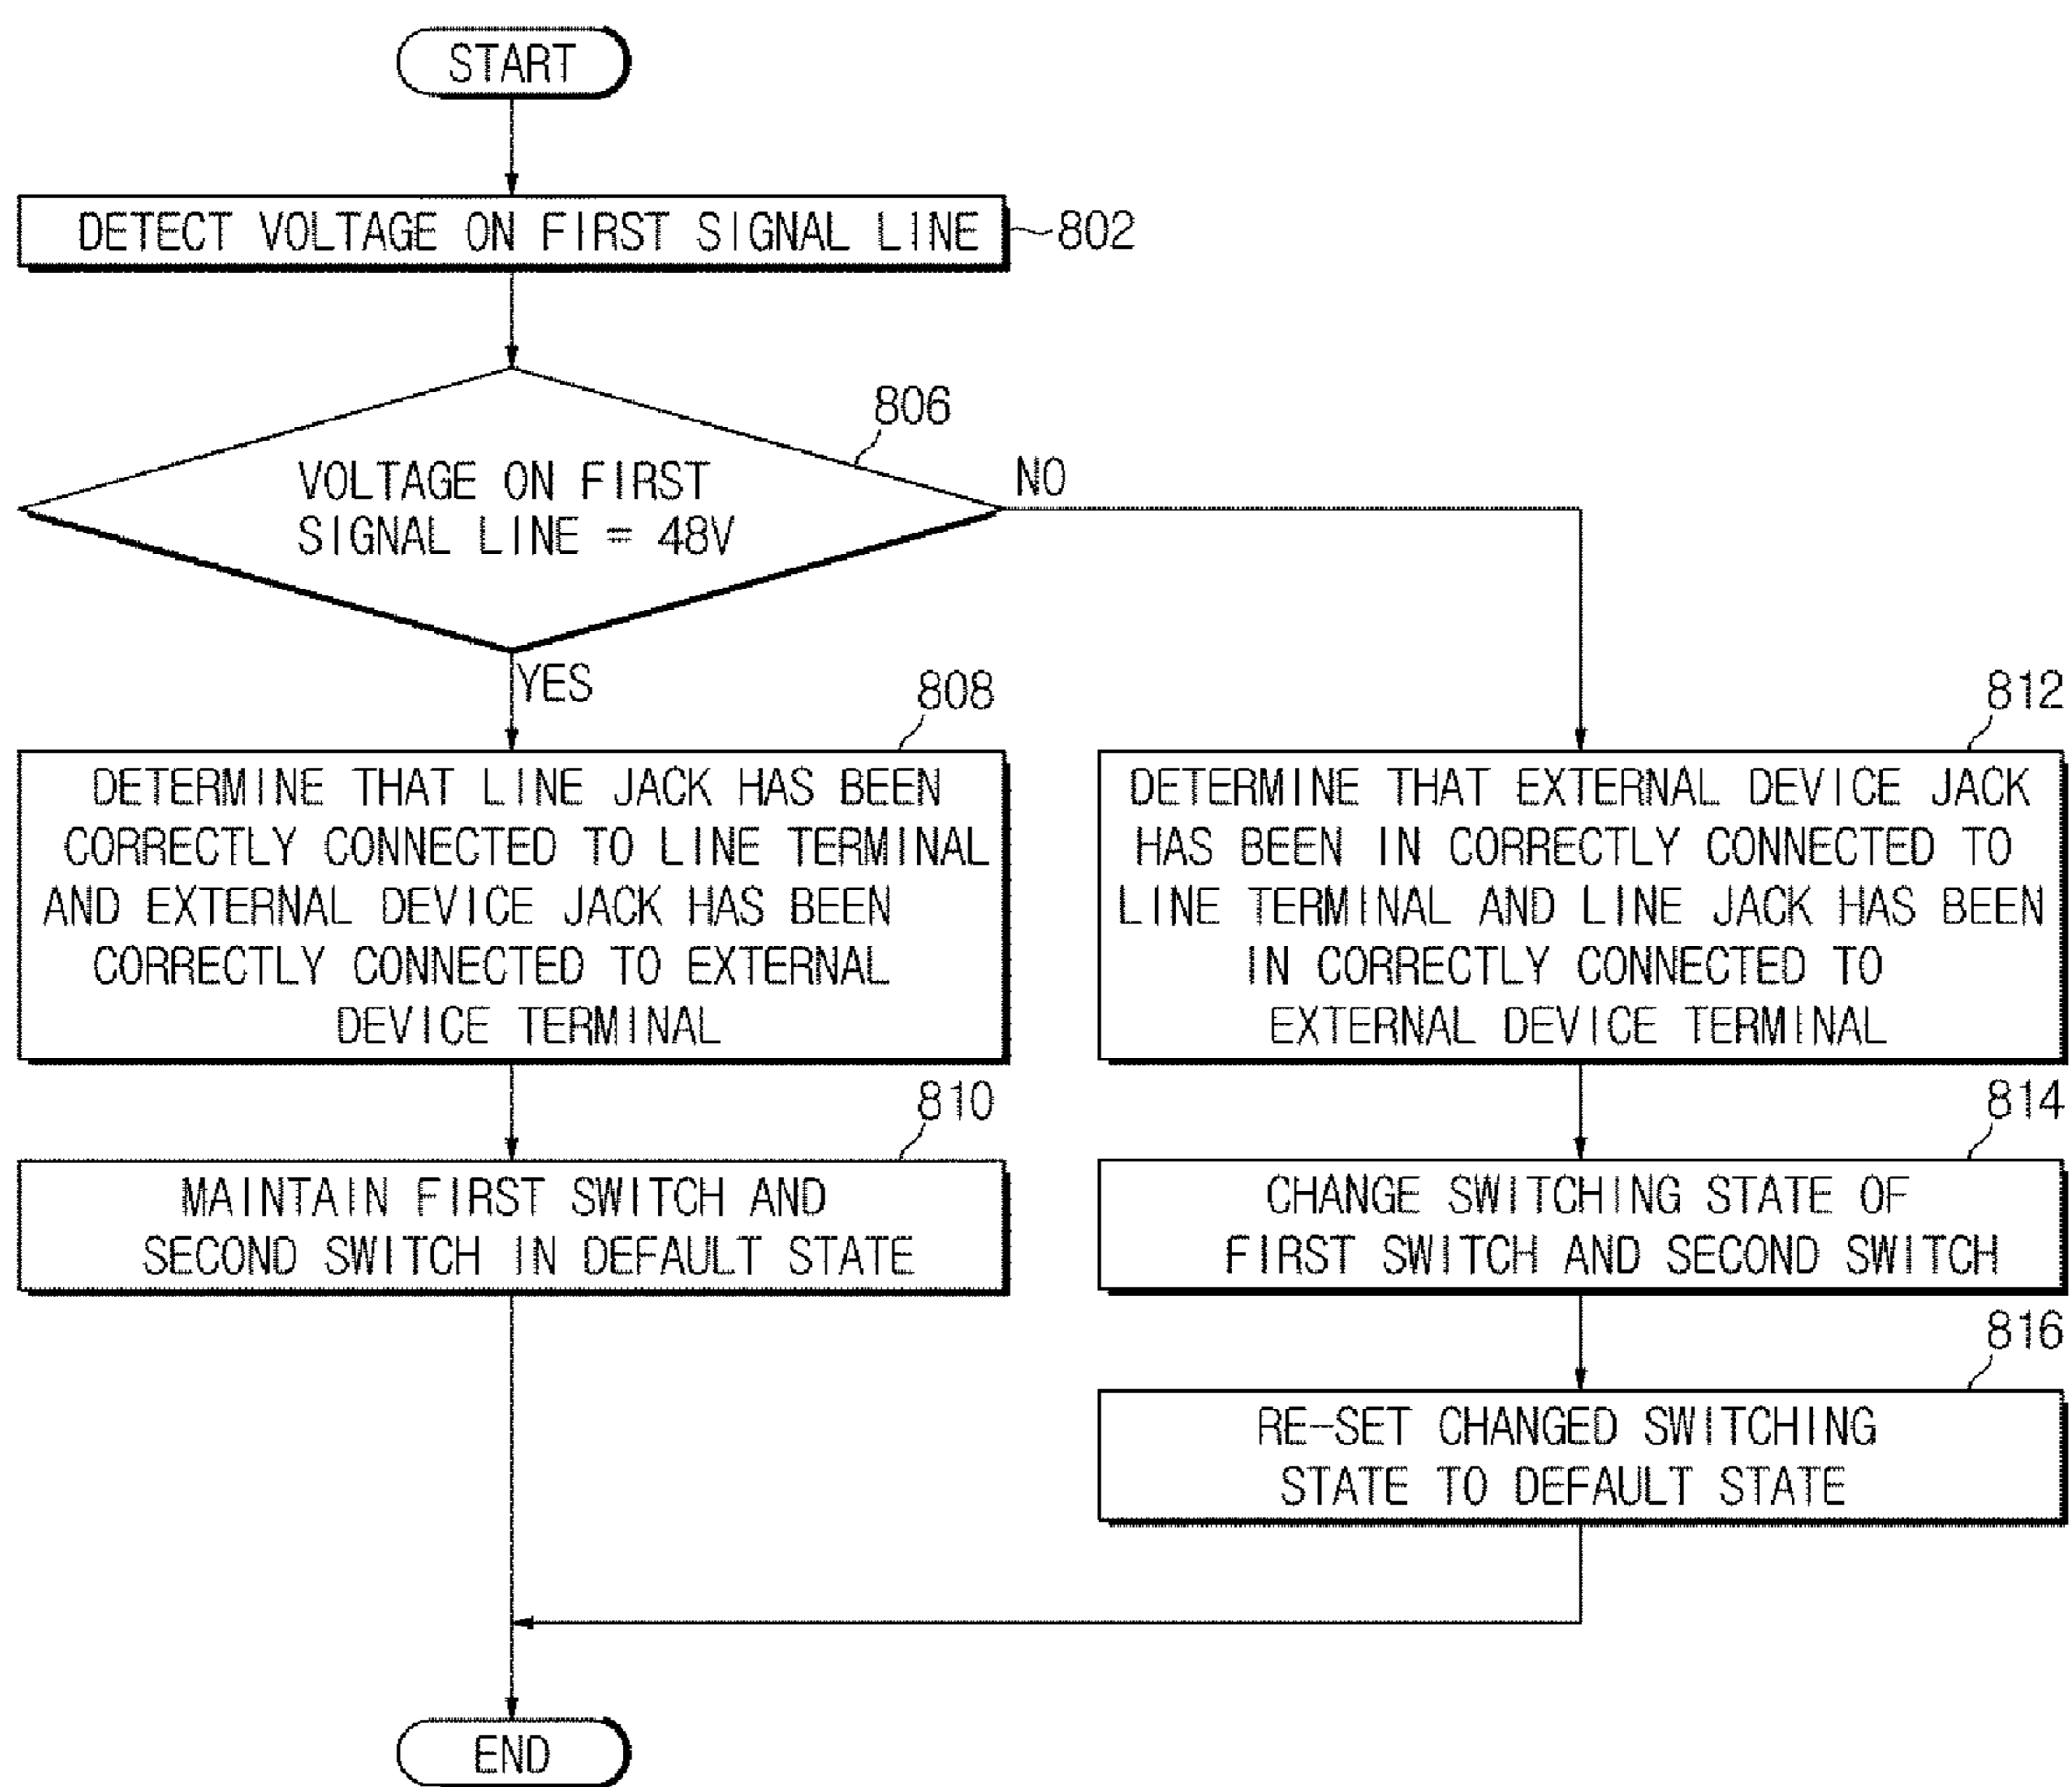 START
DETECT VOLTAGE ON FIRST SIGNAL LINE
802
806
VOLTAGE ON FIRST
SIGNAL LINE = 48V
NO
YES
808
DETERMINE THAT LINE JACK HAS BEEN
CORRECTLY CONNECTED TO LINE TERMINAL
AND EXTERNAL DEVICE JACK HAS BEEN
CORRECTLY CONNECTED TO EXTERNAL
DEVICE TERMINAL
812
DETERMINE THAT EXTERNAL DEVICE JACK
HAS BEEN IN CORRECTLY CONNECTED TO
LINE TERMINAL AND LINE JACK HAS BEEN
IN CORRECTLY CONNECTED TO
EXTERNAL DEVICE TERMINAL
810
MAINTAIN FIRST SWITCH AND
SECOND SWITCH IN DEFAULT STATE
814
CHANGE SWITCHING STATE OF
FIRST SWITCH AND SECOND SWITCH
816
RE-SET CHANGED SWITCHING
STATE TO DEFAULT STATE
END